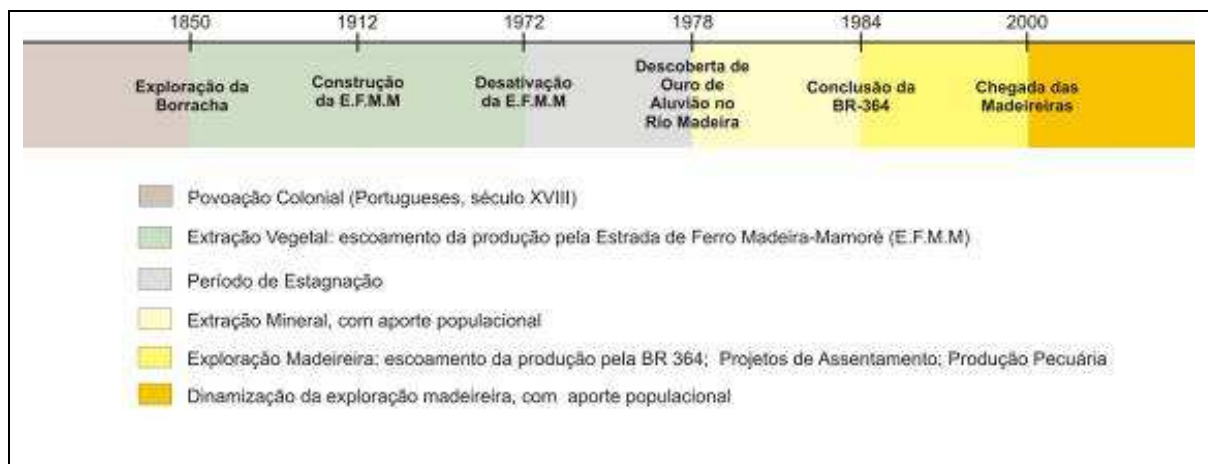 1850 1912 1972 1978 1984 2000
Exploração da
Borracha
Construção
da E.F.M.M
Desativação
da E.F.M.M
Descoberta de
Ouro de
Aluvião no
Rio Madeira
Conclusão da
BR-364
Chegada das
Madeireiras
Povoação Colonial (Portugueses, século XVIII)
Extração Vegetal: escoamento da produção pela Estrada de Ferro Madeira-Mamoré (E.F.M.M)
Período de Estagnação
Extração Mineral, com aporte populacional
Exploração Madeireira: escoamento da produção pela BR 364; Projetos de Assentamento; Produção Pecuária
Dinamização da exploração madeireira, com aporte populacional